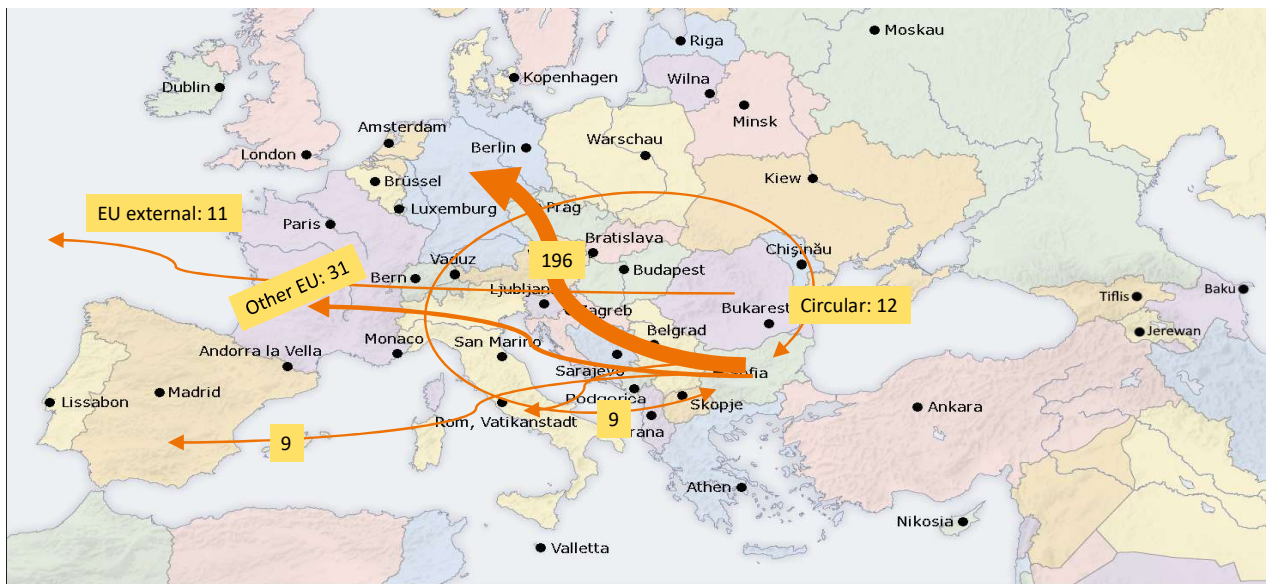 Moskau
Riga
Kopenhagen
Wilna
Dublin
Minsk
Amsterdam
Warschau
Berlin
London
Kiew
Brüssel
Prag
Luxemburg
EU external: 11
Paris
Bratislava
Chişinău
Vaduz
196
Budapest
Bern
Other EU: 31
Baku
Tiflis
Circular: 12
Bukarest
Jerewan
Belgrad
Monaco
San Marino
Andorra la Vella
Sarajevo
Madrid
Podgorica
Lissabon
Skopje
Ankara
Rom, Vatikanstadt
9
9
Athen
Nikosia
Valletta